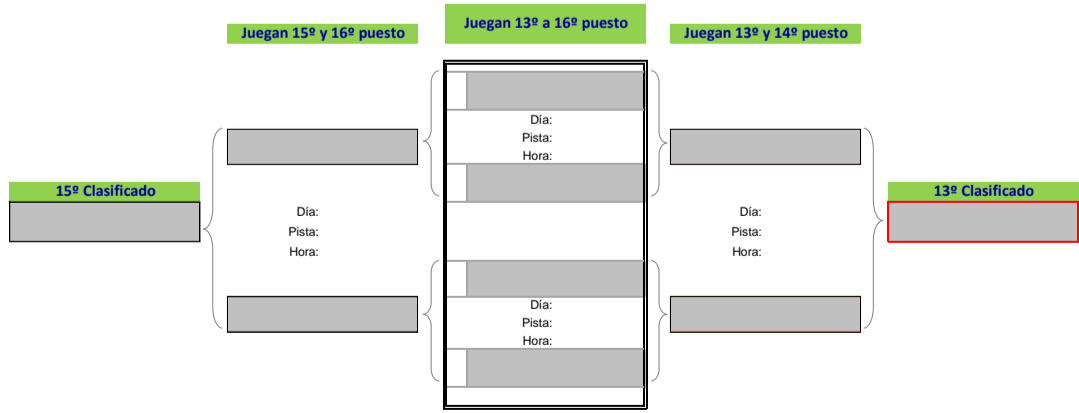 Juegan 15º y 16º puesto
Juegan 13º a 16º puesto
Juegan 13º y 14º puesto
Día:
Pista:
Hora:
15º Clasificado
13º Clasificado
Día:
Pista:
Hora:
Día:
Pista:
Hora:
Día:
Pista:
Hora: